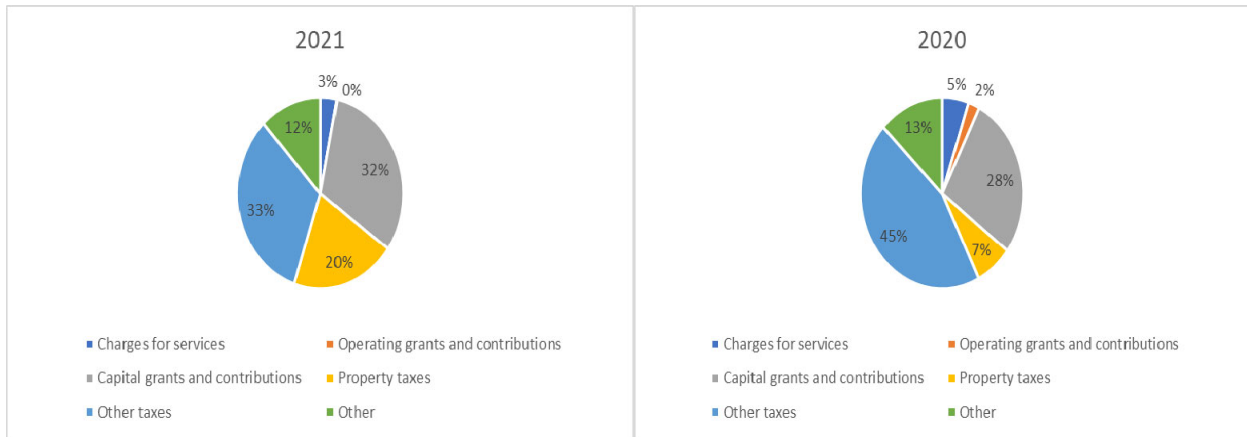 2021
3%
0%
12%
32%
33%
20%
Charges for services
Operating grants and contributions
Capital grants and contributions
Property taxes
Other taxes
Other
2020
5%
2%
13%
28%
45%
7%
Charges for services
Operating grants and contributions
Capital grants and contributions
Property taxes
Other taxes
Other